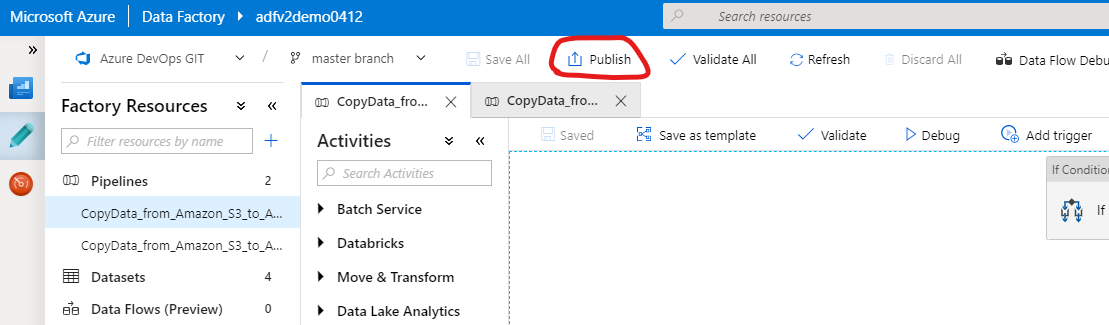 Microsoft Azure Data Factory adfv2demo0412 Search resources
» Azure DevOps GIT / master branch Save All Publish Validate All Refresh Discard All Data Flow Debu
Factory Resources
Filter resources by name
Pipelines 2
CopyData_from_Amazon_S3_to_A...
CopyData_from_Amazon_S3_to_A...
Datasets 4
Data Flows (Preview) 0
CopyData_fro... CopyData_fro...
Activities
Search Activities
Batch Service
Databricks
Move & Transform
Data Lake Analytics
Saved Save as template Validate Debug Add trigger
If Condition
If